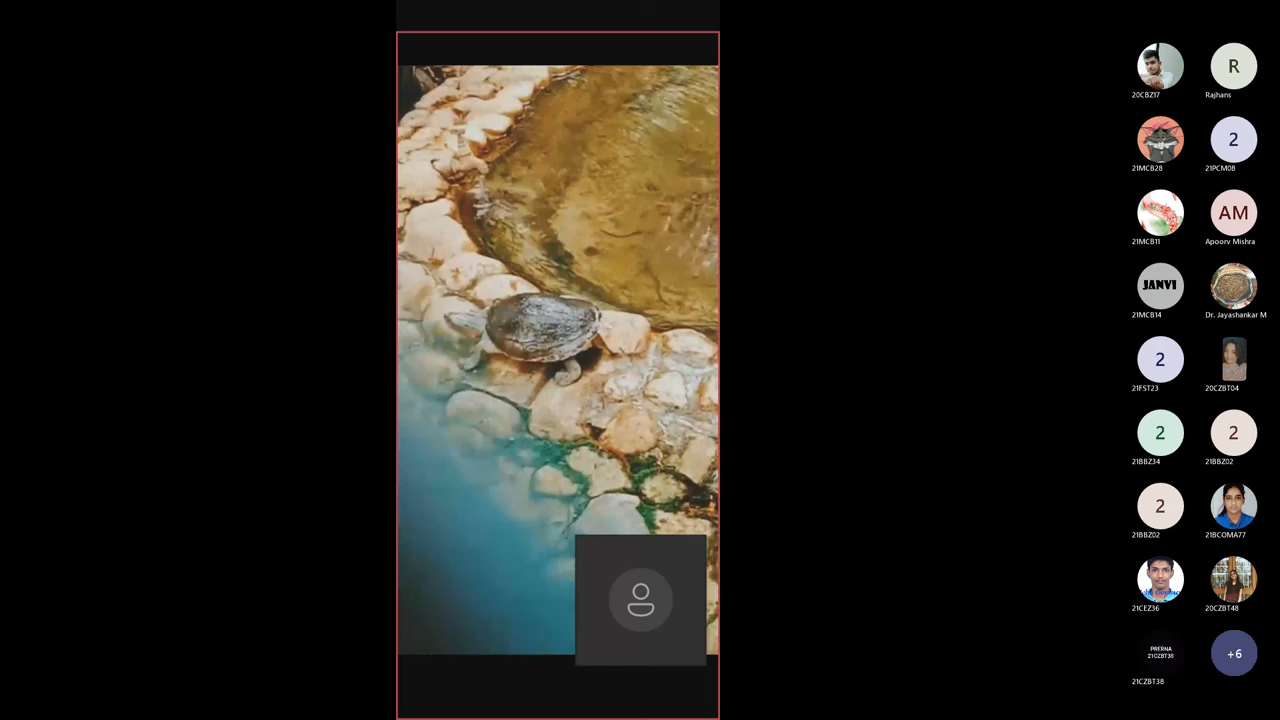 20CBZ17
R
Rajhans
21MCB28
2
21PCM08
21MCB11
AM
Apoorv Mishra
JANVI
21MCB14
Dr. Jayashankar M
2
21FST23
20CZBT04
2
21BBZ34
2
21BBZ02
2
21BBZ02
21BCOMA77
21CEZ36
20CZBT48
PRERNA
21CZBT38
21CZBT38
+6